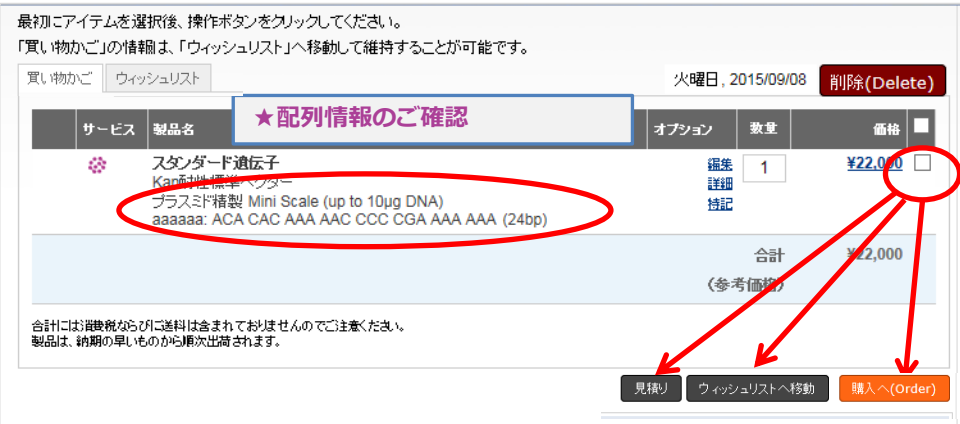 最初にアイテムを選択後、操作ボタンをクリックしてください。
「買い物かご」の情報は、「ウィッシュリスト」へ移動して維持することが可能です。
買い物かご ウィッシュリスト 火曜日, 2015/09/08 削除(Delete)
★配列情報のご確認
サービス 製品名 オプション 数量 価格
スタンダード遺伝子 編集 1 ¥22,000
Kan耐性標準ベクター 詳細
プラスミド精製 Mini Scale (up to 10μg DNA) 特記
aaaaaa: ACA CAC AAA AAC CCC CGA AAA AAA (24bp)
合計 ¥22,000
(参考価格)
合計には消費税ならびに送料は含まれておりませんのでご注意ください。
製品は、納期の早いものから順次出荷されます。
見積り ウィッシュリストへ移動 購入へ(Order)